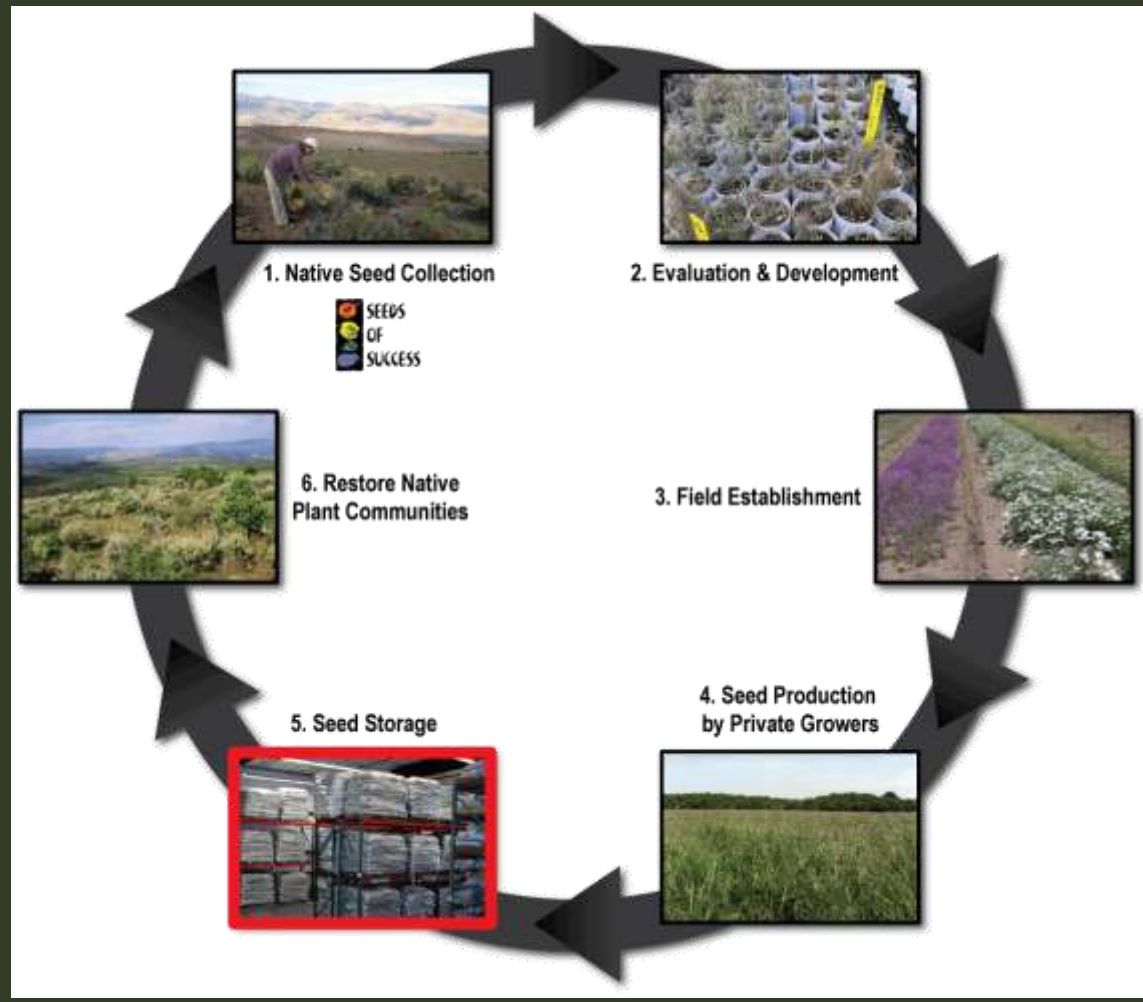 1. Native Seed Collection
SEEDS
OF
SUCCESS
2. Evaluation & Development
3. Field Establishment
4. Seed Production
by Private Growers
5. Seed Storage
6. Restore Native
Plant Communities